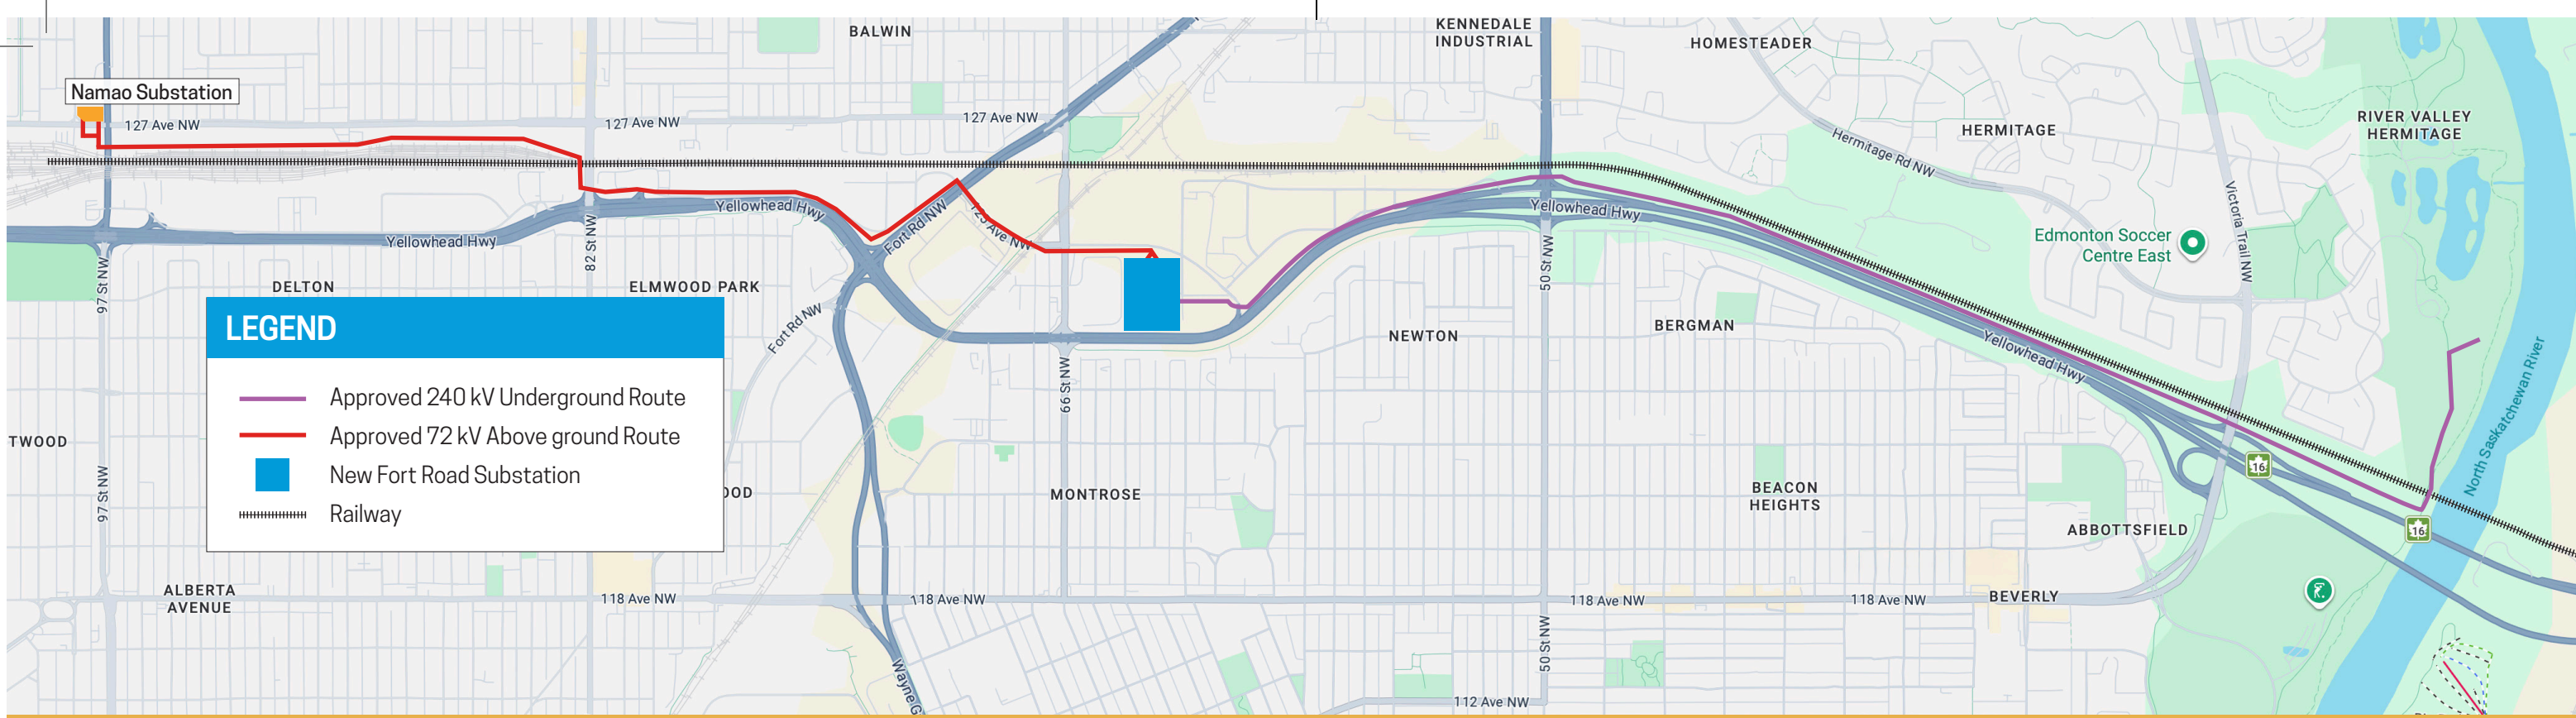 BALWIN
KENNEDALE
INDUSTRIAL
HOMESTEADER
Namao Substation
127 Ave NW
127 Ave NW
127 Ave NW
HERMITAGE
RIVER VALLEY
HERMITAGE
Hermitage Rd NW
Victoria Trail NW
Yellowhead Hwy
Yellowhead Hwy
Yellowhead Hwy
Fort Rd NW
125 Ave NW
82 St NW
97 St NW
50 St NW
Edmonton Soccer
Centre East
DELTON
ELMWOOD PARK
Fort Rd NW
NEWTON
BERGMAN
Yellowhead Hwy
North Saskatchewan River
LEGEND
Approved 240 kV Underground Route
Approved 72 kV Above ground Route
New Fort Road Substation
Railway
66 St NW
TWOOD
OOD
97 St NW
MONTROSE
BEACON
HEIGHTS
ABBOTTSFIELD
16
16
ALBERTA
AVENUE
118 Ave NW
118 Ave NW
118 Ave NW
118 Ave NW
BEVERLY
50 St NW
Wayne G
112 Ave NW